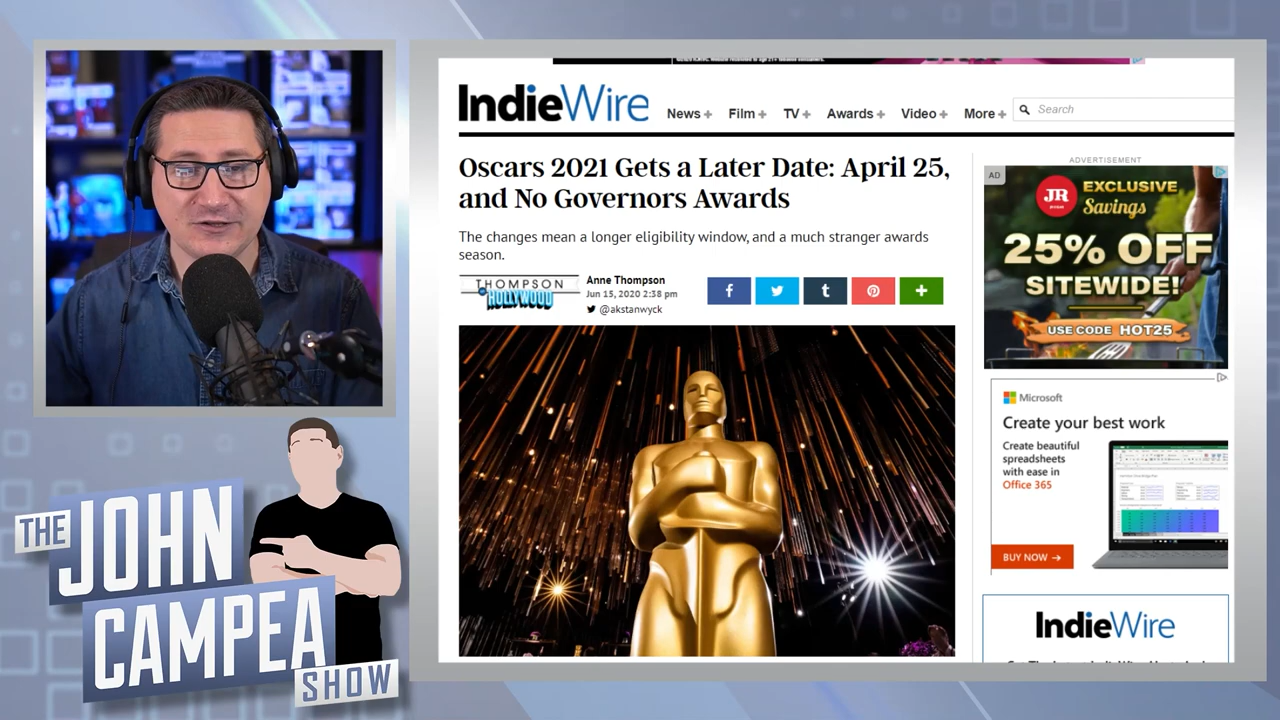 IndieWire
News + Film + TV + Awards + Video + More +
Search
Oscars 2021 Gets a Later Date: April 25,
and No Governors Awards
The changes mean a longer eligibility window, and a much stranger awards
season.
THOMPSON
on HOLLYWOOD
Anne Thompson
Jun 15, 2020 2:38 pm
@akstanwyck
f
t
+
ADVERTISEMENT
AD
JR
EXCLUSIVE
Savings
25% OFF
SITEWIDE!
USE CODE HOT25
Microsoft
Create your best work
Create beautiful
spreadsheets
with ease in
Office 365
BUY NOW →
IndieWire
THE
JOHN
CAMPEA
SHOW